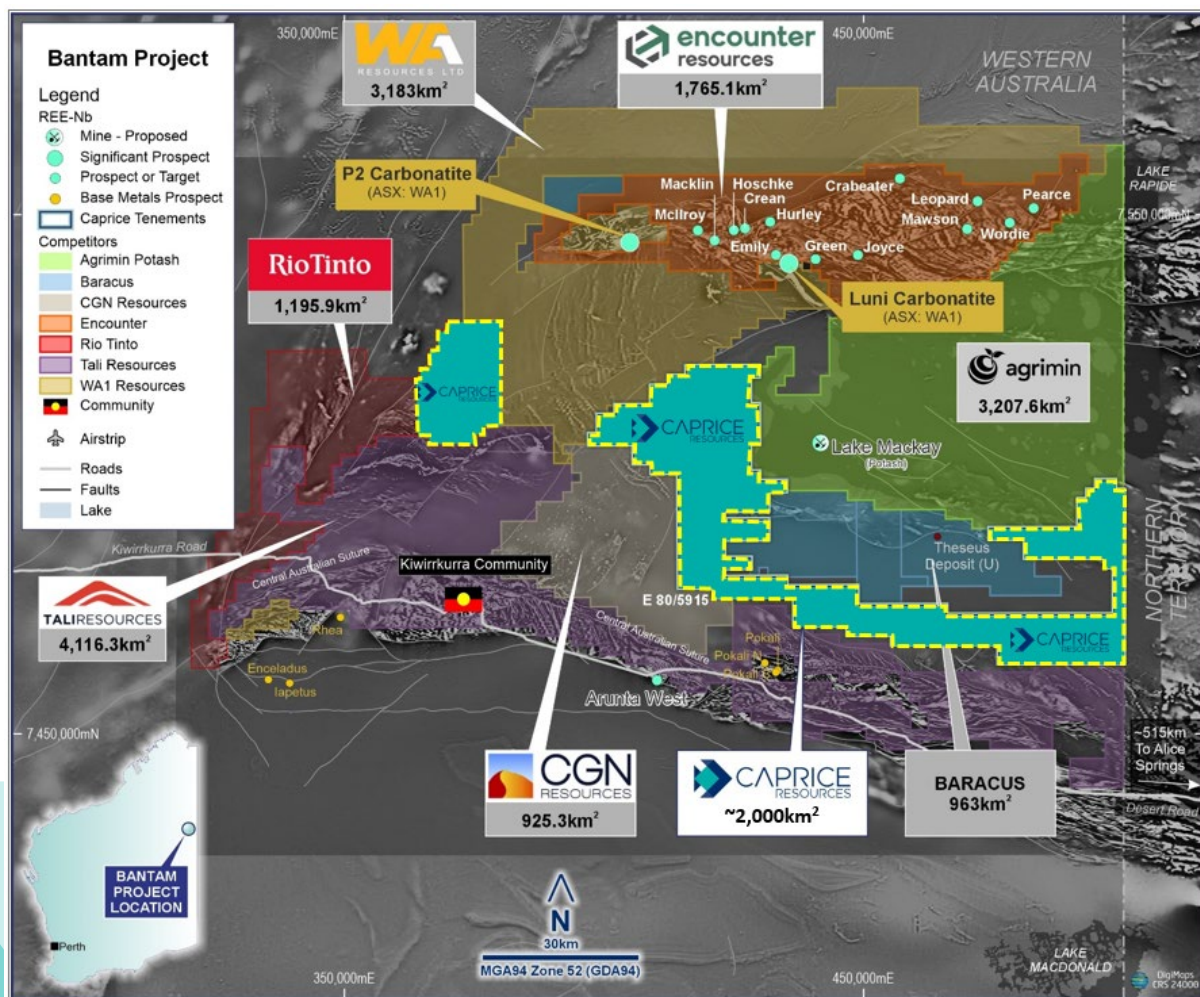 Bantam Project
Legend
REE-Nb
Mine - Proposed
Significant Prospect
Prospect or Target
Base Metals Prospect
Caprice Tenements
Competitors
Agrimin Potash
Baracus
CGN Resources
Encounter
Rio Tinto
Tali Resources
WA1 Resources
Community
Airstrip
Roads
Faults
Lake
350,000mE
450,000mE
WA1
RESOURCES LTD
3,183km²
encounter
resources
1,765.1km²
WESTERN
AUSTRALIA
P2 Carbonatite
(ASX: WA1)
Macklin
Hoschke
Crean
McIlroy
Hurley
Crabeater
Leopard
Pearce
Mawson
Wordie
Emily
Green
Joyce
LAKE
RAPIDE
7,550,000mN
RioTinto
1,195.9km²
Luni Carbonatite
(ASX: WA1)
agrimin
3,207.6km²
CAPRICE
RESOURCES
CAPRICE
RESOURCES
Lake Mackay
(Potash)
Kiwirrkurra Road
Central Australian Suture
Kiwirrkurra Community
Theseus
Deposit (U)
NORTHERN
TERRITORY
E 80/5915
TALIRESOURCES
4,116.3km²
Rhea
Enceladus
Iapetus
Central Australian Suture
Pokali
Pokali N
Pokali S
CAPRICE
RESOURCES
Arunta West
7,450,000mN
~515km
To Alice
Springs
Desert Road
CGN
RESOURCES
925.3km²
CAPRICE
RESOURCES
~2,000km²
BARACUS
963km²
BANTAM
PROJECT
LOCATION
Perth
N
30km
MGA94 Zone 52 (GDA94)
350,000mE
450,000mE
LAKE
MACDONALD
DigiMaps
CRS 24006